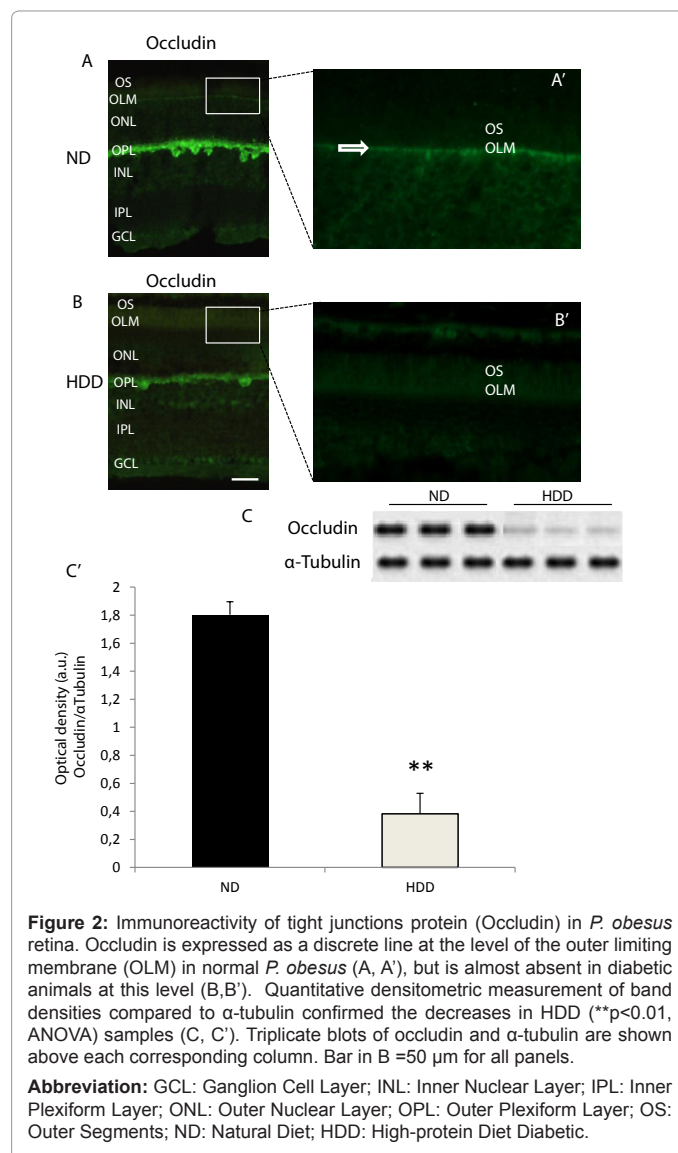 Occludin
A
OS
OLM
ONL
ND
OPL
INL
IPL
GCL
A'
OS
OLM
Occludin
B
OS
OLM
ONL
HDD
OPL
INL
IPL
GCL
B'
OS
OLM
C
ND HDD
Occludin
α-Tubulin
C'
Optical density (a.u.)
Occludin/αTubulin
2
1,8
1,6
1,4
1,2
1
0,8
0,6
0,4
0,2
0
**
ND HDD
Figure 2: Immunoreactivity of tight junctions protein (Occludin) in P. obesus
retina. Occludin is expressed as a discrete line at the level of the outer limiting
membrane (OLM) in normal P. obesus (A, A'), but is almost absent in diabetic
animals at this level (B,B'). Quantitative densitometric measurement of band
densities compared to α-tubulin confirmed the decreases in HDD (**p<0.01,
ANOVA) samples (C, C'). Triplicate blots of occludin and α-tubulin are shown
above each corresponding column. Bar in B =50 µm for all panels.
Abbreviation: GCL: Ganglion Cell Layer; INL: Inner Nuclear Layer; IPL: Inner
Plexiform Layer; ONL: Outer Nuclear Layer; OPL: Outer Plexiform Layer; OS:
Outer Segments; ND: Natural Diet; HDD: High-protein Diet Diabetic.